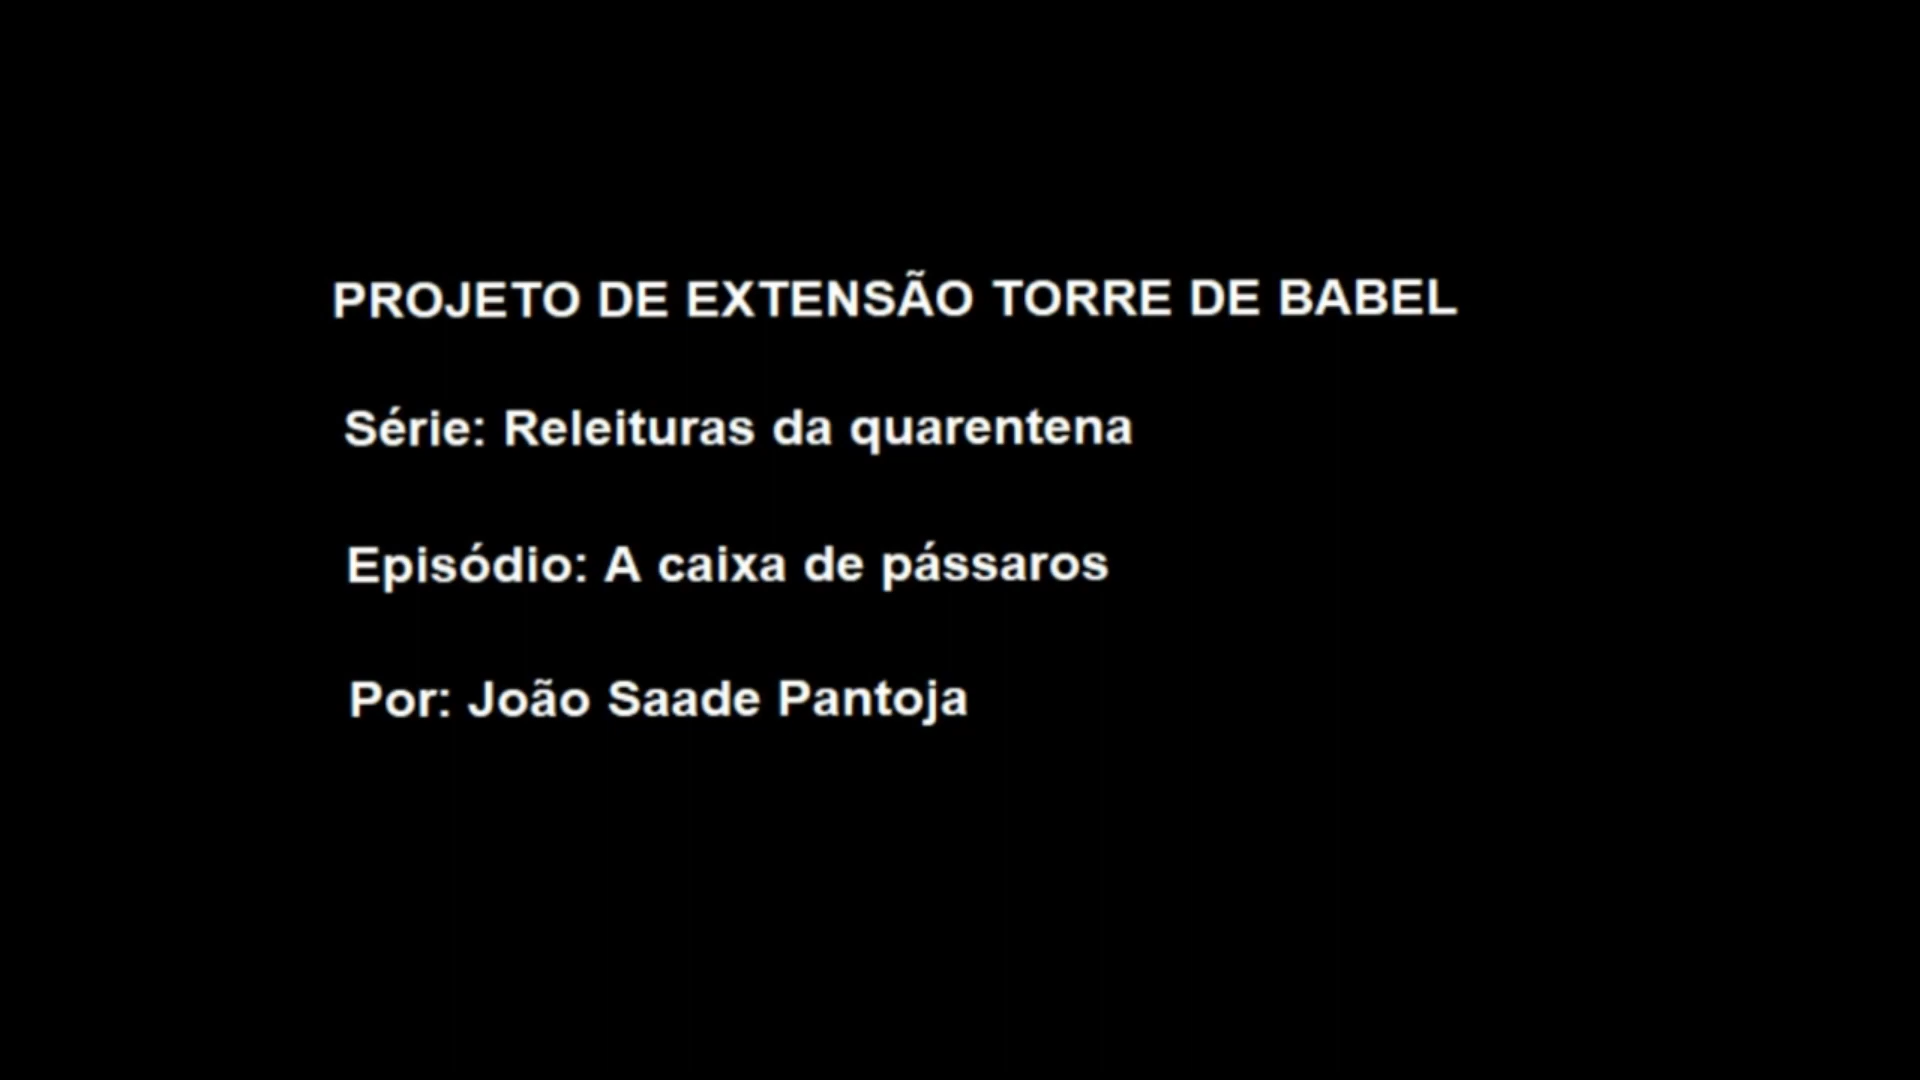 PROJETO DE EXTENSÃO TORRE DE BABEL
Série: Releituras da quarentena
Episódio: A caixa de pássaros
Por: João Saade Pantoja